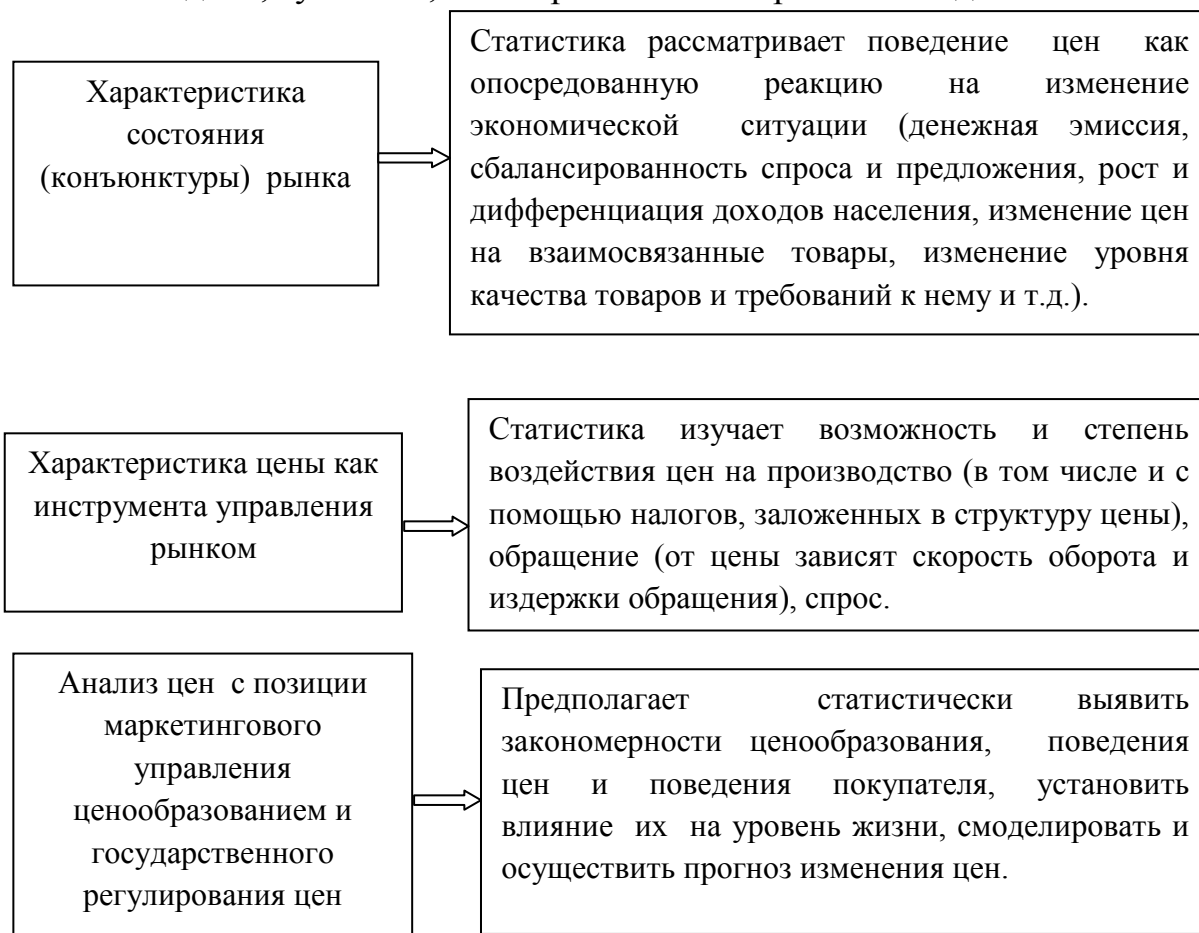 Характеристика
состояния
(конъюнктуры) рынка
Статистика рассматривает поведение цен как
опосредованную реакцию на изменение
экономической ситуации (денежная эмиссия,
сбалансированность спроса и предложения, рост и
дифференциация доходов населения, изменение цен
на взаимосвязанные товары, изменение уровня
качества товаров и требований к нему и т.д.).
Характеристика цены как
инструмента управления
рынком
Статистика изучает возможность и степень
воздействия цен на производство (в том числе и с
помощью налогов, заложенных в структуру цены),
обращение (от цены зависят скорость оборота и
издержки обращения), спрос.
Анализ цен с позиции
маркетингового
управления
ценообразованием и
государственного
регулирования цен
Предполагает статистически выявить
закономерности ценообразования, поведения
цен и поведения покупателя, установить
влияние их на уровень жизни, смоделировать и
осуществить прогноз изменения цен.